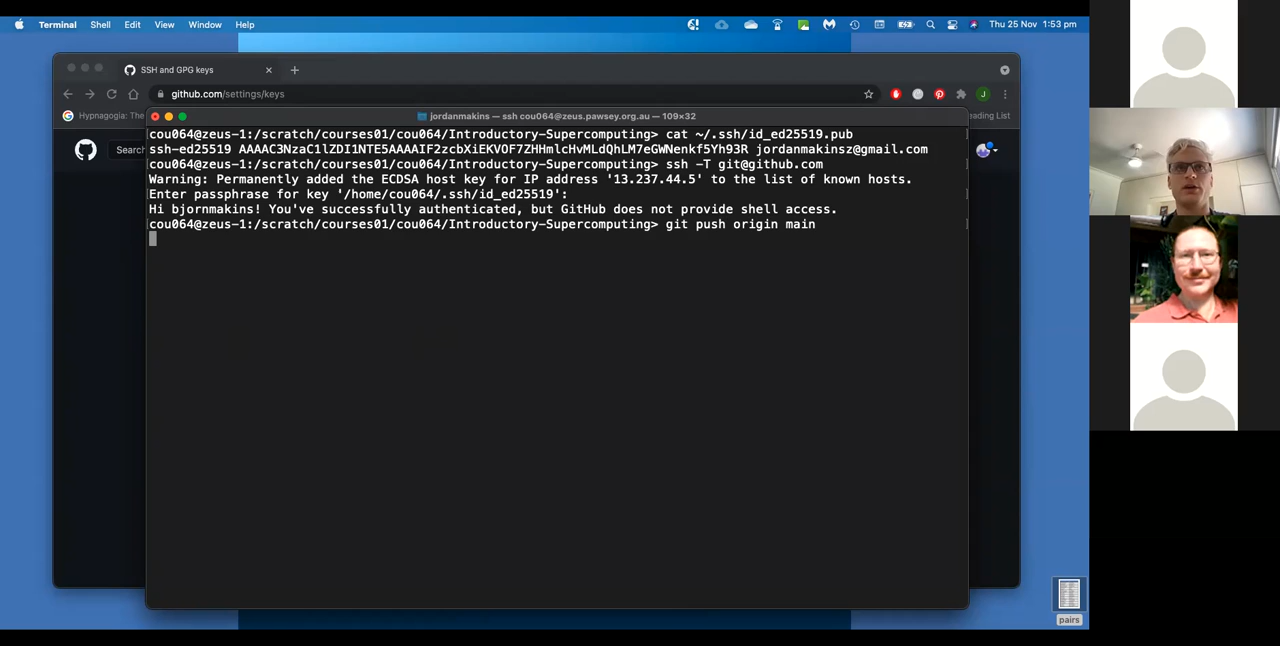 Terminal Shell Edit View Window Help Thu 25 Nov 1:53 pm
SSH and GPG keys
github.com/settings/keys J
Hypnagogia: The eading List
jordanmakins — ssh cou064@zeus.pawsey.org.au — 109×32
Search
cou064@zeus-1:/scratch/courses01/cou064/Introductory-Supercomputing> cat ~/.ssh/id_ed25519.pub
ssh-ed25519 AAAAC3NzaC1lZDI1NTE5AAAAIF2zcbXiEKVOF7ZHHmlcHvMLdQhLM7eGWNenkf5Yh93R jordanmakinsz@gmail.com
cou064@zeus-1:/scratch/courses01/cou064/Introductory-Supercomputing> ssh -T git@github.com
Warning: Permanently added the ECDSA host key for IP address '13.237.44.5' to the list of known hosts.
Enter passphrase for key '/home/cou064/.ssh/id_ed25519':
Hi bjornmakins! You've successfully authenticated, but GitHub does not provide shell access.
cou064@zeus-1:/scratch/courses01/cou064/Introductory-Supercomputing> git push origin main
pairs